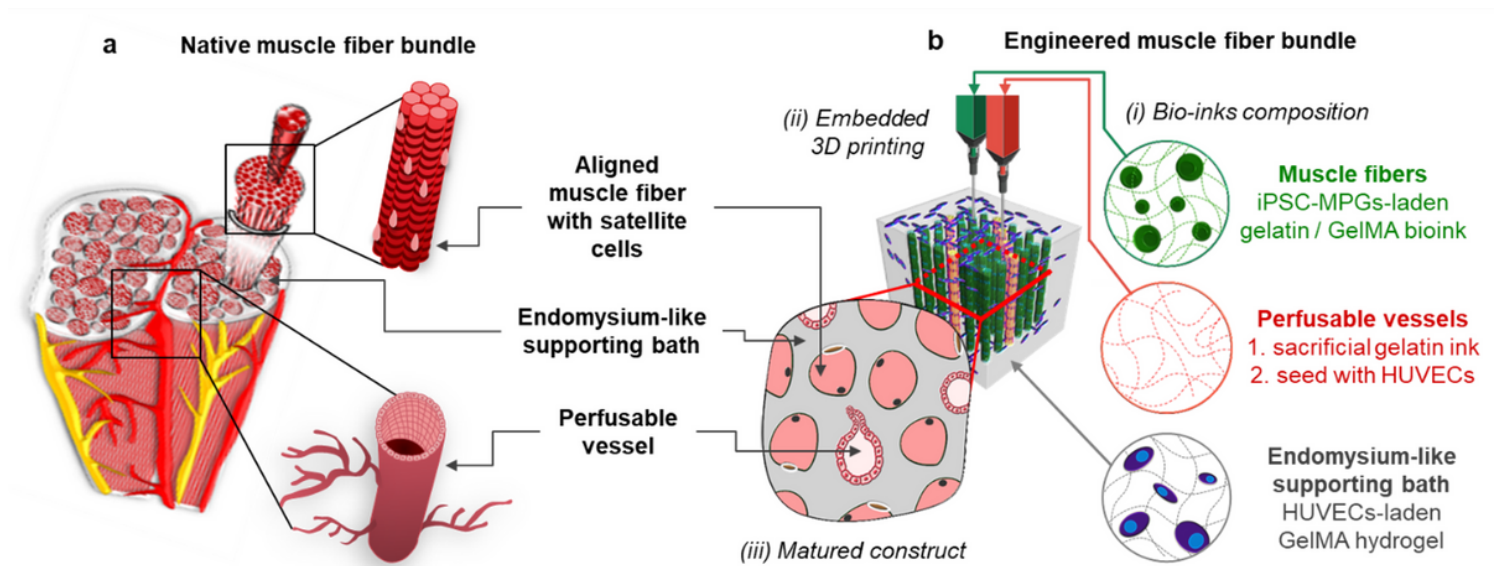 a
Native muscle fiber bundle
Aligned
muscle fiber
with satellite
cells
Endomysium-like
supporting bath
Perfusable
vessel
b
Engineered muscle fiber bundle
(ii) Embedded
3D printing
(i) Bio-inks composition
Muscle fibers
iPSC-MPGs-laden
gelatin / GelMA bioink
Perfusable vessels
1. sacrificial gelatin ink
2. seed with HUVECs
Endomysium-like
supporting bath
HUVECs-laden
GelMA hydrogel
(iii) Matured construct